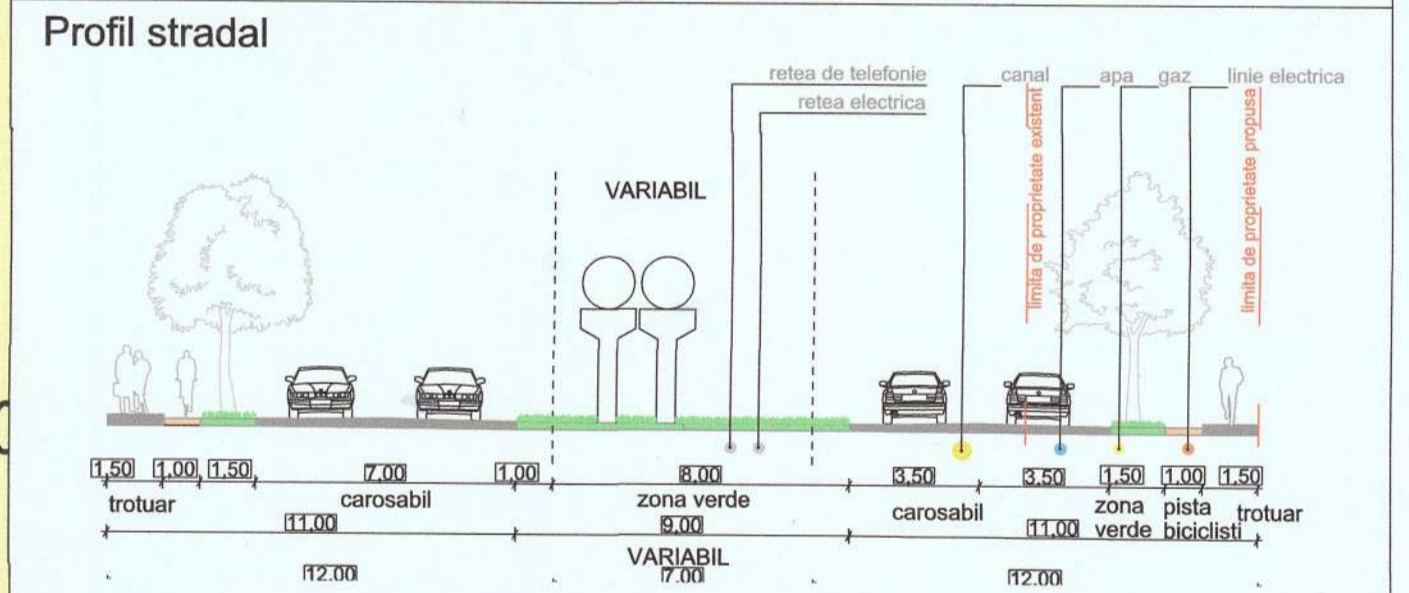 Profil stradal
retea de telefonie canal apa gaz linie electrica
retea electrica
limita de proprietate existent
limita de proprietate propusa
VARIABIL
1,50 1,00 1,50 7,00 1,00 8,00 3,50 3,50 1,50 1,00 1,50
trotuar carosabil zona verde carosabil zona verde pista biciclisti trotuar
11,00 9,00 11,00
VARIABIL
12.00 7.00 12.00